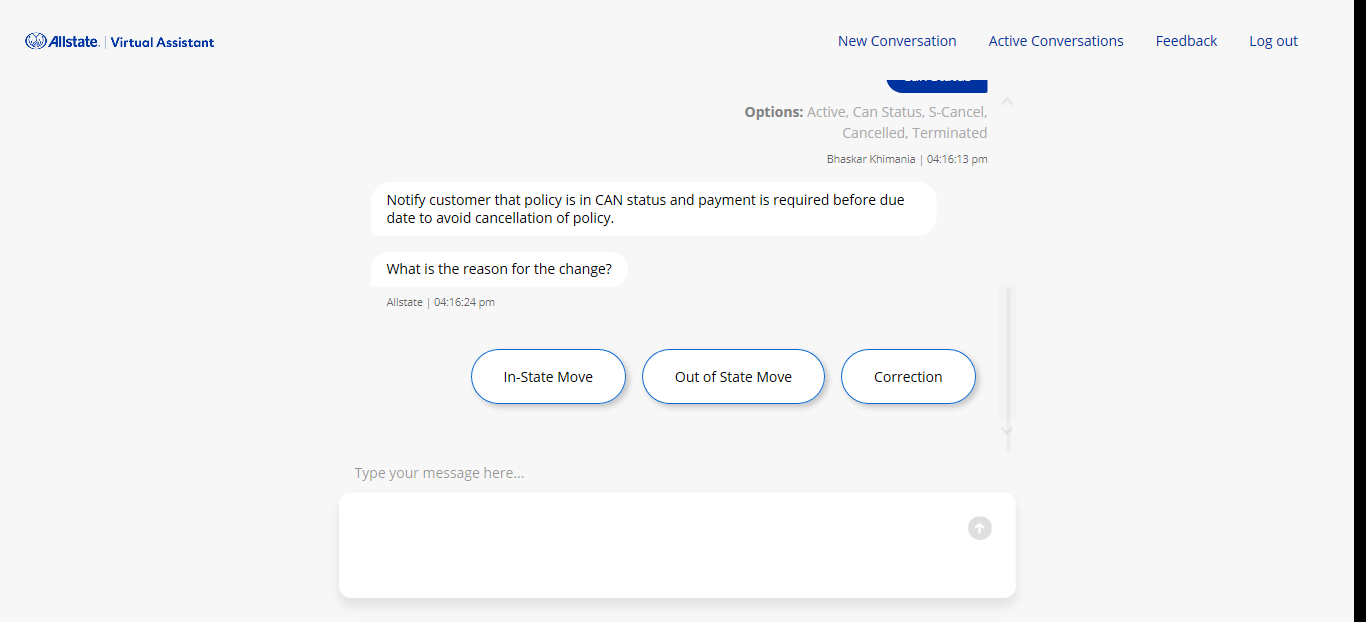 Allstate. | Virtual Assistant
New Conversation Active Conversations Feedback Log out
Options: Active, Can Status, S-Cancel,
Cancelled, Terminated
Bhaskar Khimania | 04:16:13 pm
Notify customer that policy is in CAN status and payment is required before due
date to avoid cancellation of policy.
What is the reason for the change?
Allstate | 04:16:24 pm
In-State Move
Out of State Move
Correction
Type your message here...